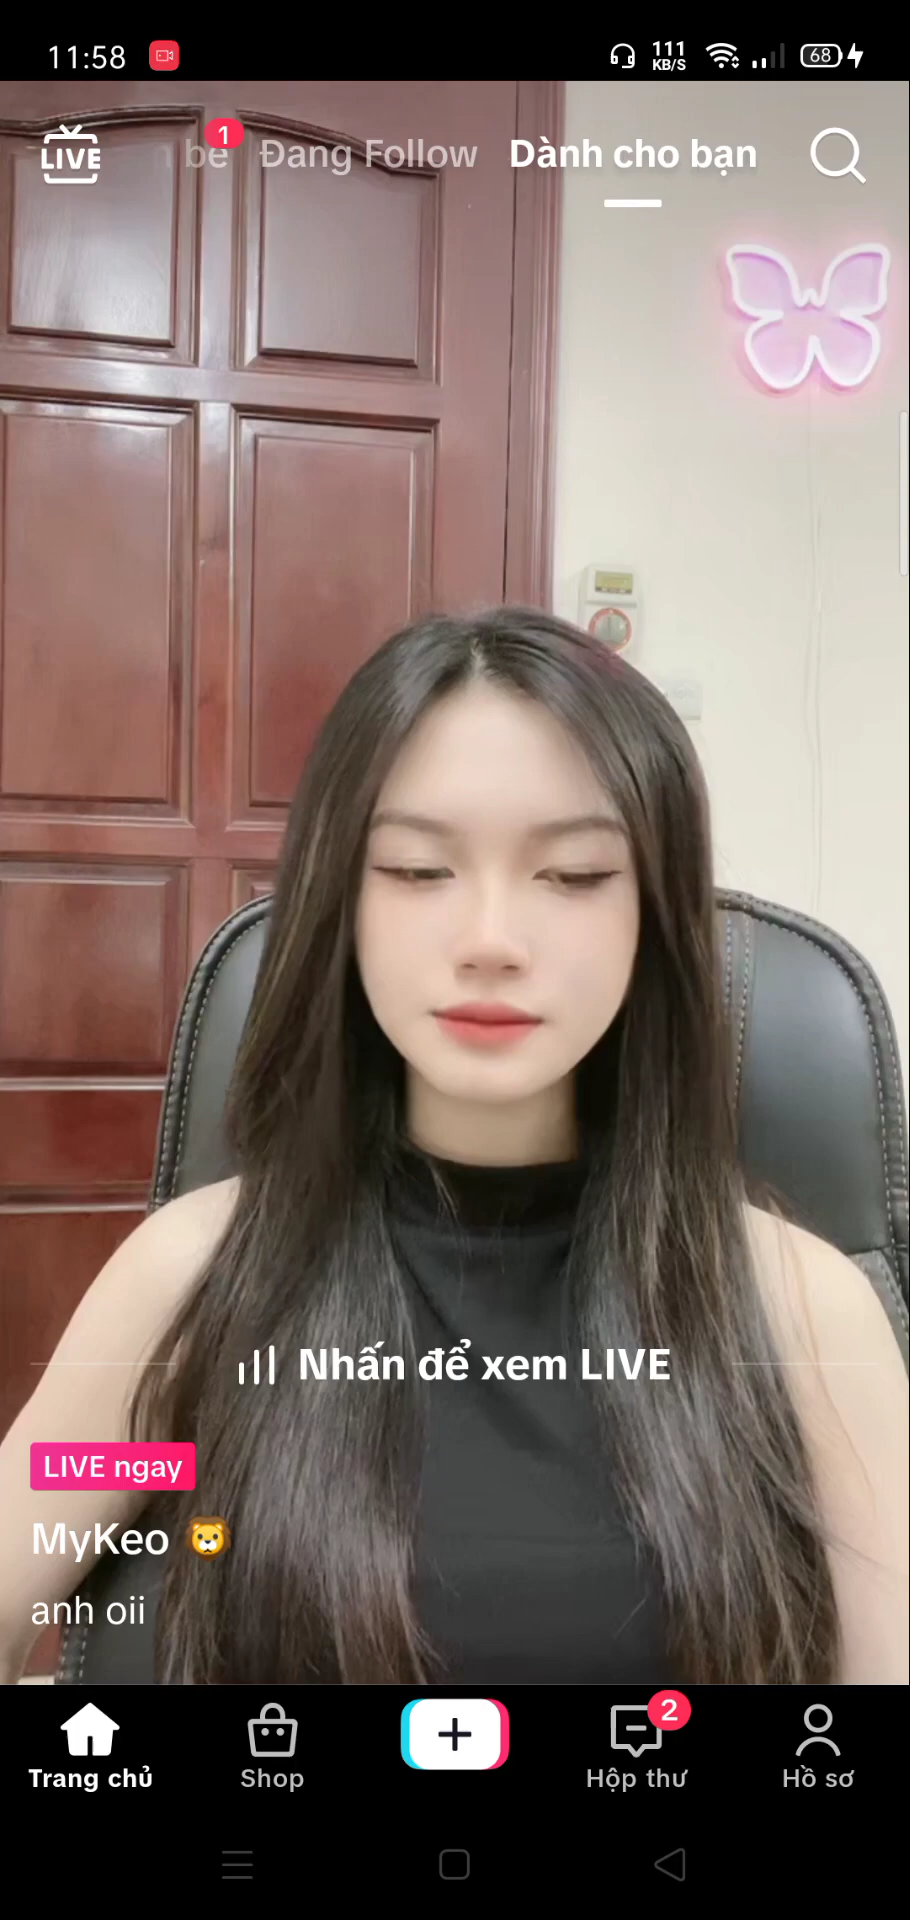 11:58
111
KB/S
68
LIVE
bè
1
Đang Follow
Dành cho bạn
Nhấn để xem LIVE
LIVE ngay
MyKeo 🦁
anh oii
Trang chủ
Shop
Hộp thư
2
Hồ sơ